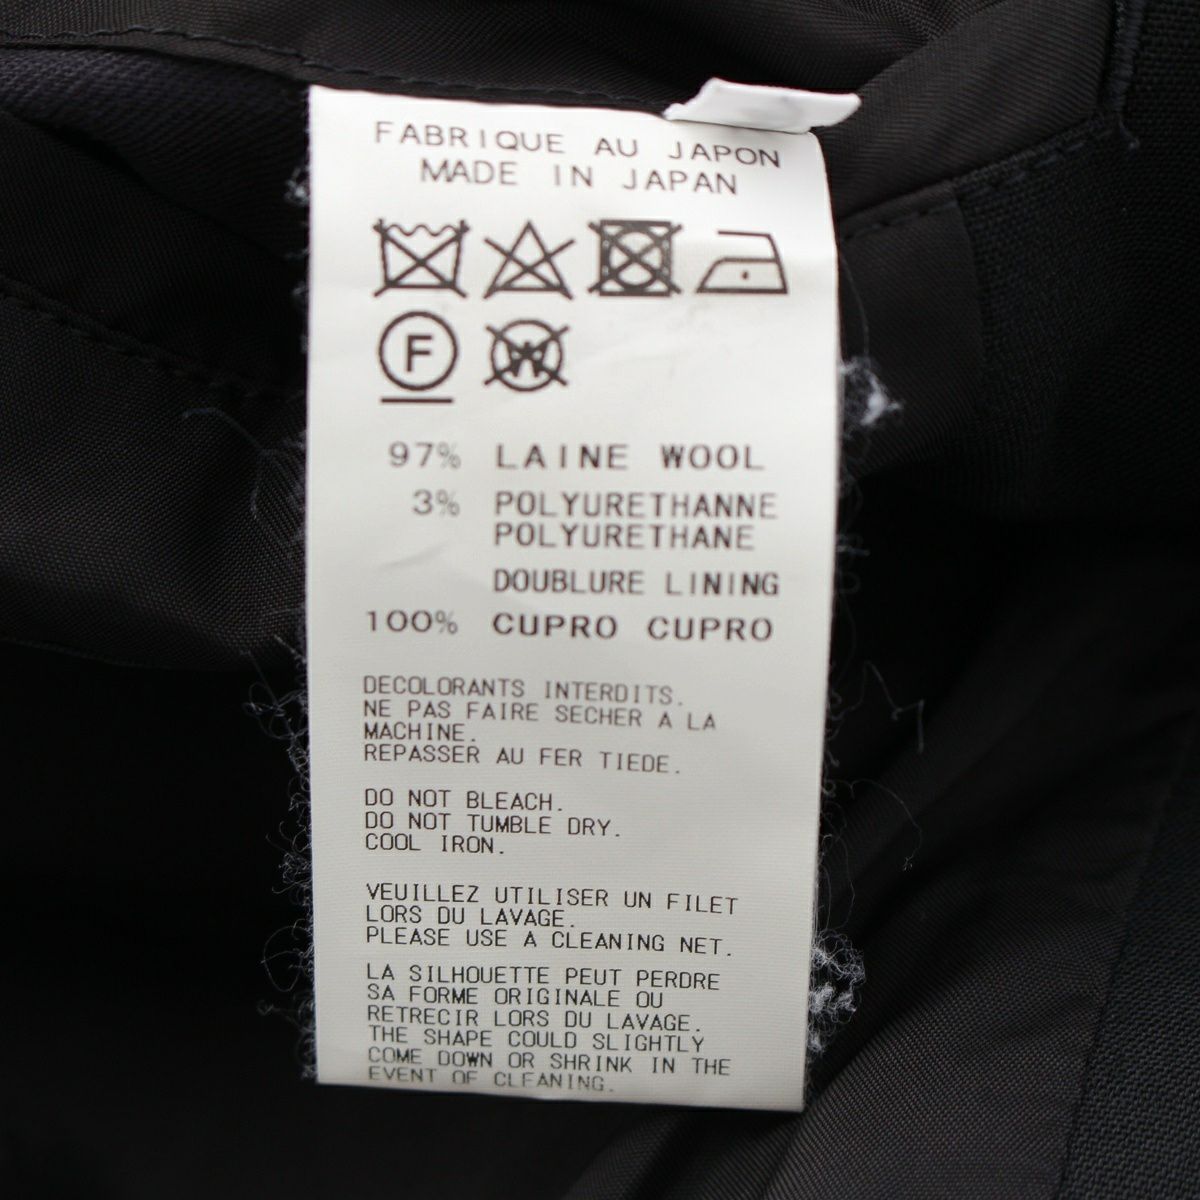 FABRIQUE AU JAPON
MADE IN JAPAN
F W
97% LAINE WOOL
3% POLYURETHANNE
POLYURETHANE
DOUBLURE LINING
100% CUPRO CUPRO
DECOLORANTS INTERDITS.
NE PAS FAIRE SECHER A LA
MACHINE.
REPASSER AU FER TIEDE.
DO NOT BLEACH.
DO NOT TUMBLE DRY.
COOL IRON.
VEUILLEZ UTILISER UN FILET
LORS DU LAVAGE.
PLEASE USE A CLEANING NET.
LA SILHOUETTE PEUT PERDRE
SA FORME ORIGINALE OU
RETRECIR LORS DU LAVAGE.
THE SHAPE COULD SLIGHTLY
COME DOWN OR SHRINK IN THE
EVENT OF CLEANING.